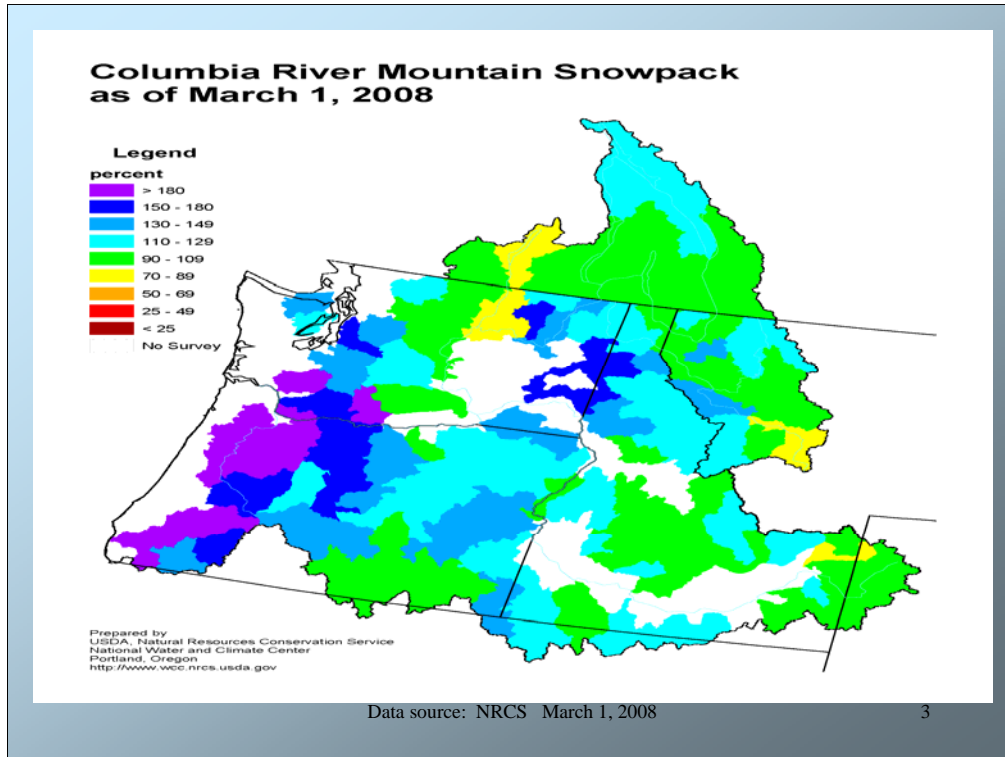 Columbia River Mountain Snowpack
as of March 1, 2008
Legend
percent
> 180
150 - 180
130 - 149
110 - 129
90 - 109
70 - 89
50 - 69
25 - 49
< 25
No Survey
Prepared by
USDA, Natural Resources Conservation Service
National Water and Climate Center
Portland, Oregon
http://www.wcc.nrcs.usda.gov
Data source: NRCS March 1, 2008
3